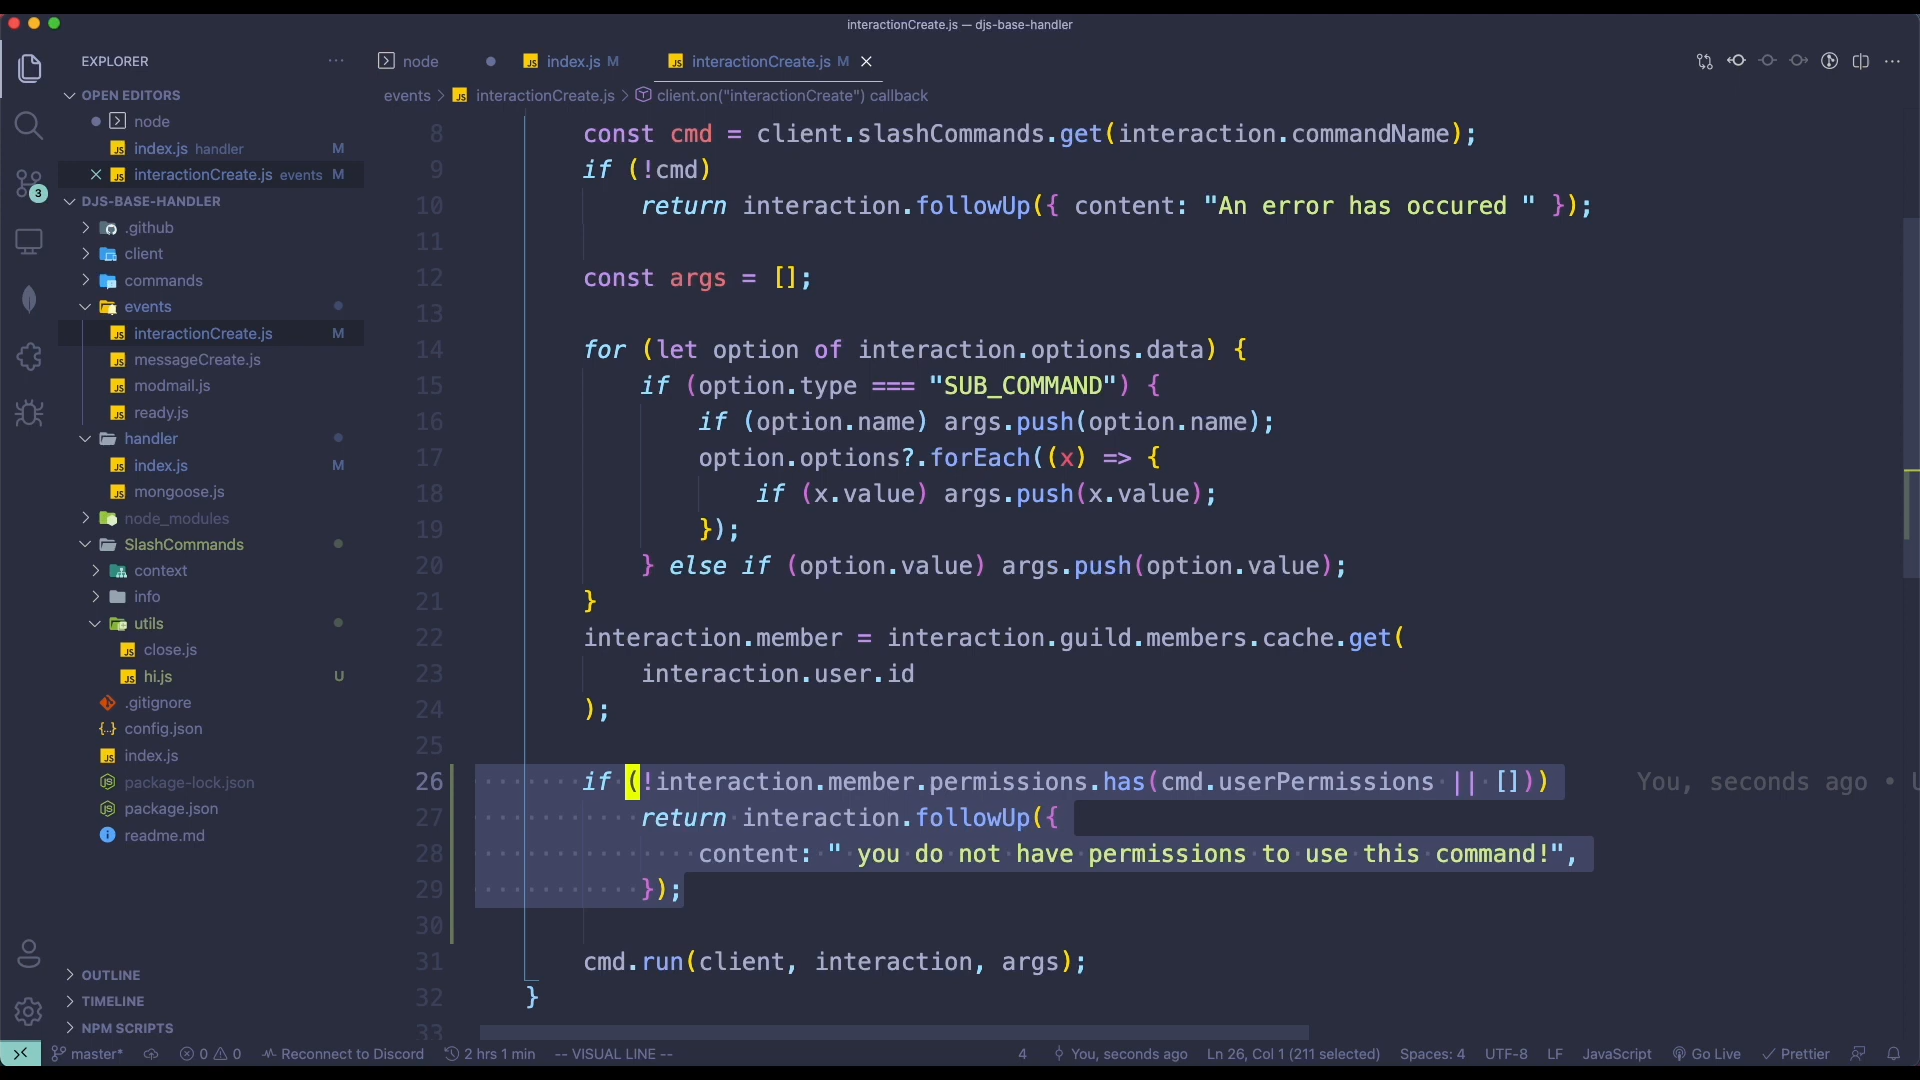 interactionCreate.js — djs-base-handler
EXPLORER
node
index.js M
interactionCreate.js M
OPEN EDITORS
events > interactionCreate.js > client.on("interactionCreate") callback
node
index.js handler M
interactionCreate.js events M
DJS-BASE-HANDLER
.github
client
commands
events
interactionCreate.js M
messageCreate.js
modmail.js
ready.js
handler
index.js M
mongoose.js
node_modules
SlashCommands
context
info
utils
close.js
hi.js U
.gitignore
config.json
index.js
package-lock.json
package.json
readme.md
OUTLINE
TIMELINE
NPM SCRIPTS
3
8 const cmd = client.slashCommands.get(interaction.commandName);
9 if (!cmd)
10 return interaction.followUp({ content: "An error has occured " });
11
12 const args = [];
13
14 for (let option of interaction.options.data) {
15 if (option.type === "SUB_COMMAND") {
16 if (option.name) args.push(option.name);
17 option.options?.forEach((x) => {
18 if (x.value) args.push(x.value);
19 });
20 } else if (option.value) args.push(option.value);
21 }
22 interaction.member = interaction.guild.members.cache.get(
23 interaction.user.id
24 );
25
26 if (!interaction.member.permissions.has(cmd.userPermissions || [])) You, seconds ago •
27 return interaction.followUp({
28 content: " you do not have permissions to use this command!",
29 });
30
31 cmd.run(client, interaction, args);
32 }
33
master* 0 0 Reconnect to Discord 2 hrs 1 min -- VISUAL LINE -- 4 You, seconds ago Ln 26, Col 1 (211 selected) Spaces: 4 UTF-8 LF JavaScript Go Live Prettier